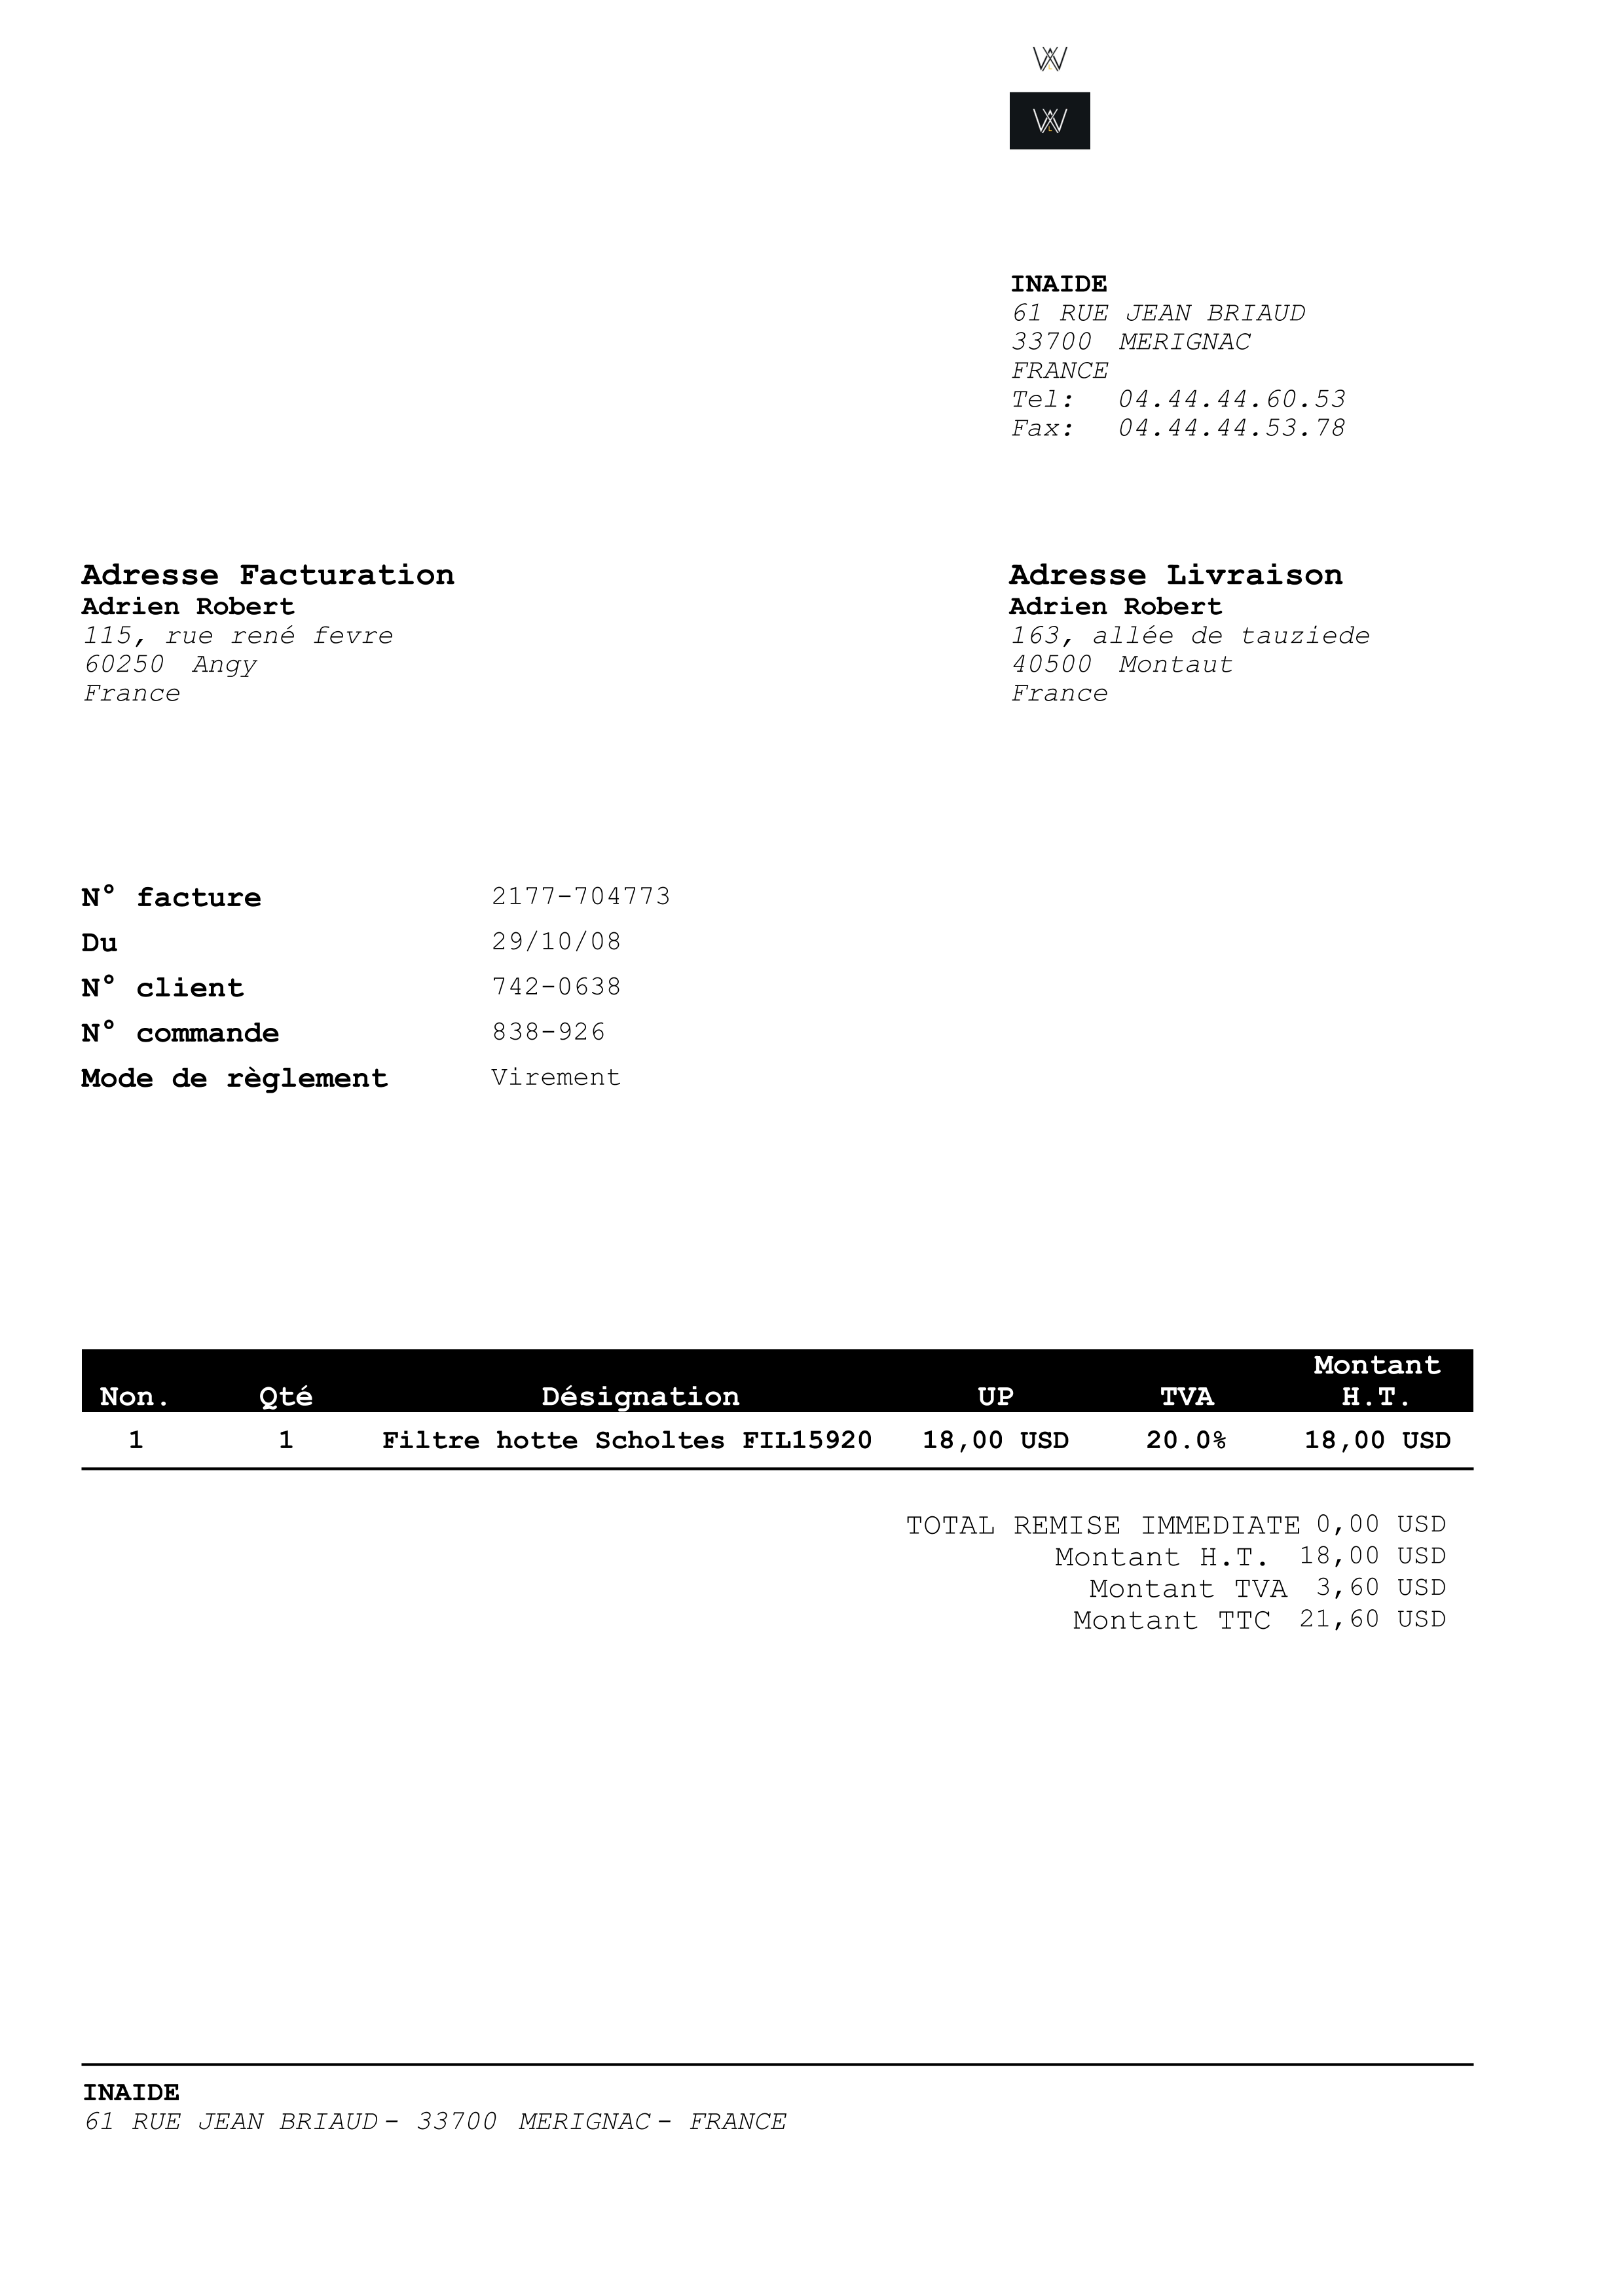 INAIDE
61 RUE JEAN BRIAUD
33700 MERIGNAC
FRANCE
Tel: 04.44.44.60.53
Fax: 04.44.44.53.78
Adresse Facturation
Adrien Robert
115, rue rené fevre
60250 Angy
France
Adresse Livraison
Adrien Robert
163, allée de tauziede
40500 Montaut
France
N° facture 2177-704773
Du 29/10/08
N° client 742-0638
N° commande 838-926
Mode de règlement Virement
Non. Qté Désignation UP TVA Montant H.T.
1 1 Filtre hotte Scholtes FIL15920 18,00 USD 20.0% 18,00 USD
TOTAL REMISE IMMEDIATE 0,00 USD
Montant H.T. 18,00 USD
Montant TVA 3,60 USD
Montant TTC 21,60 USD
INAIDE
61 RUE JEAN BRIAUD - 33700 MERIGNAC - FRANCE